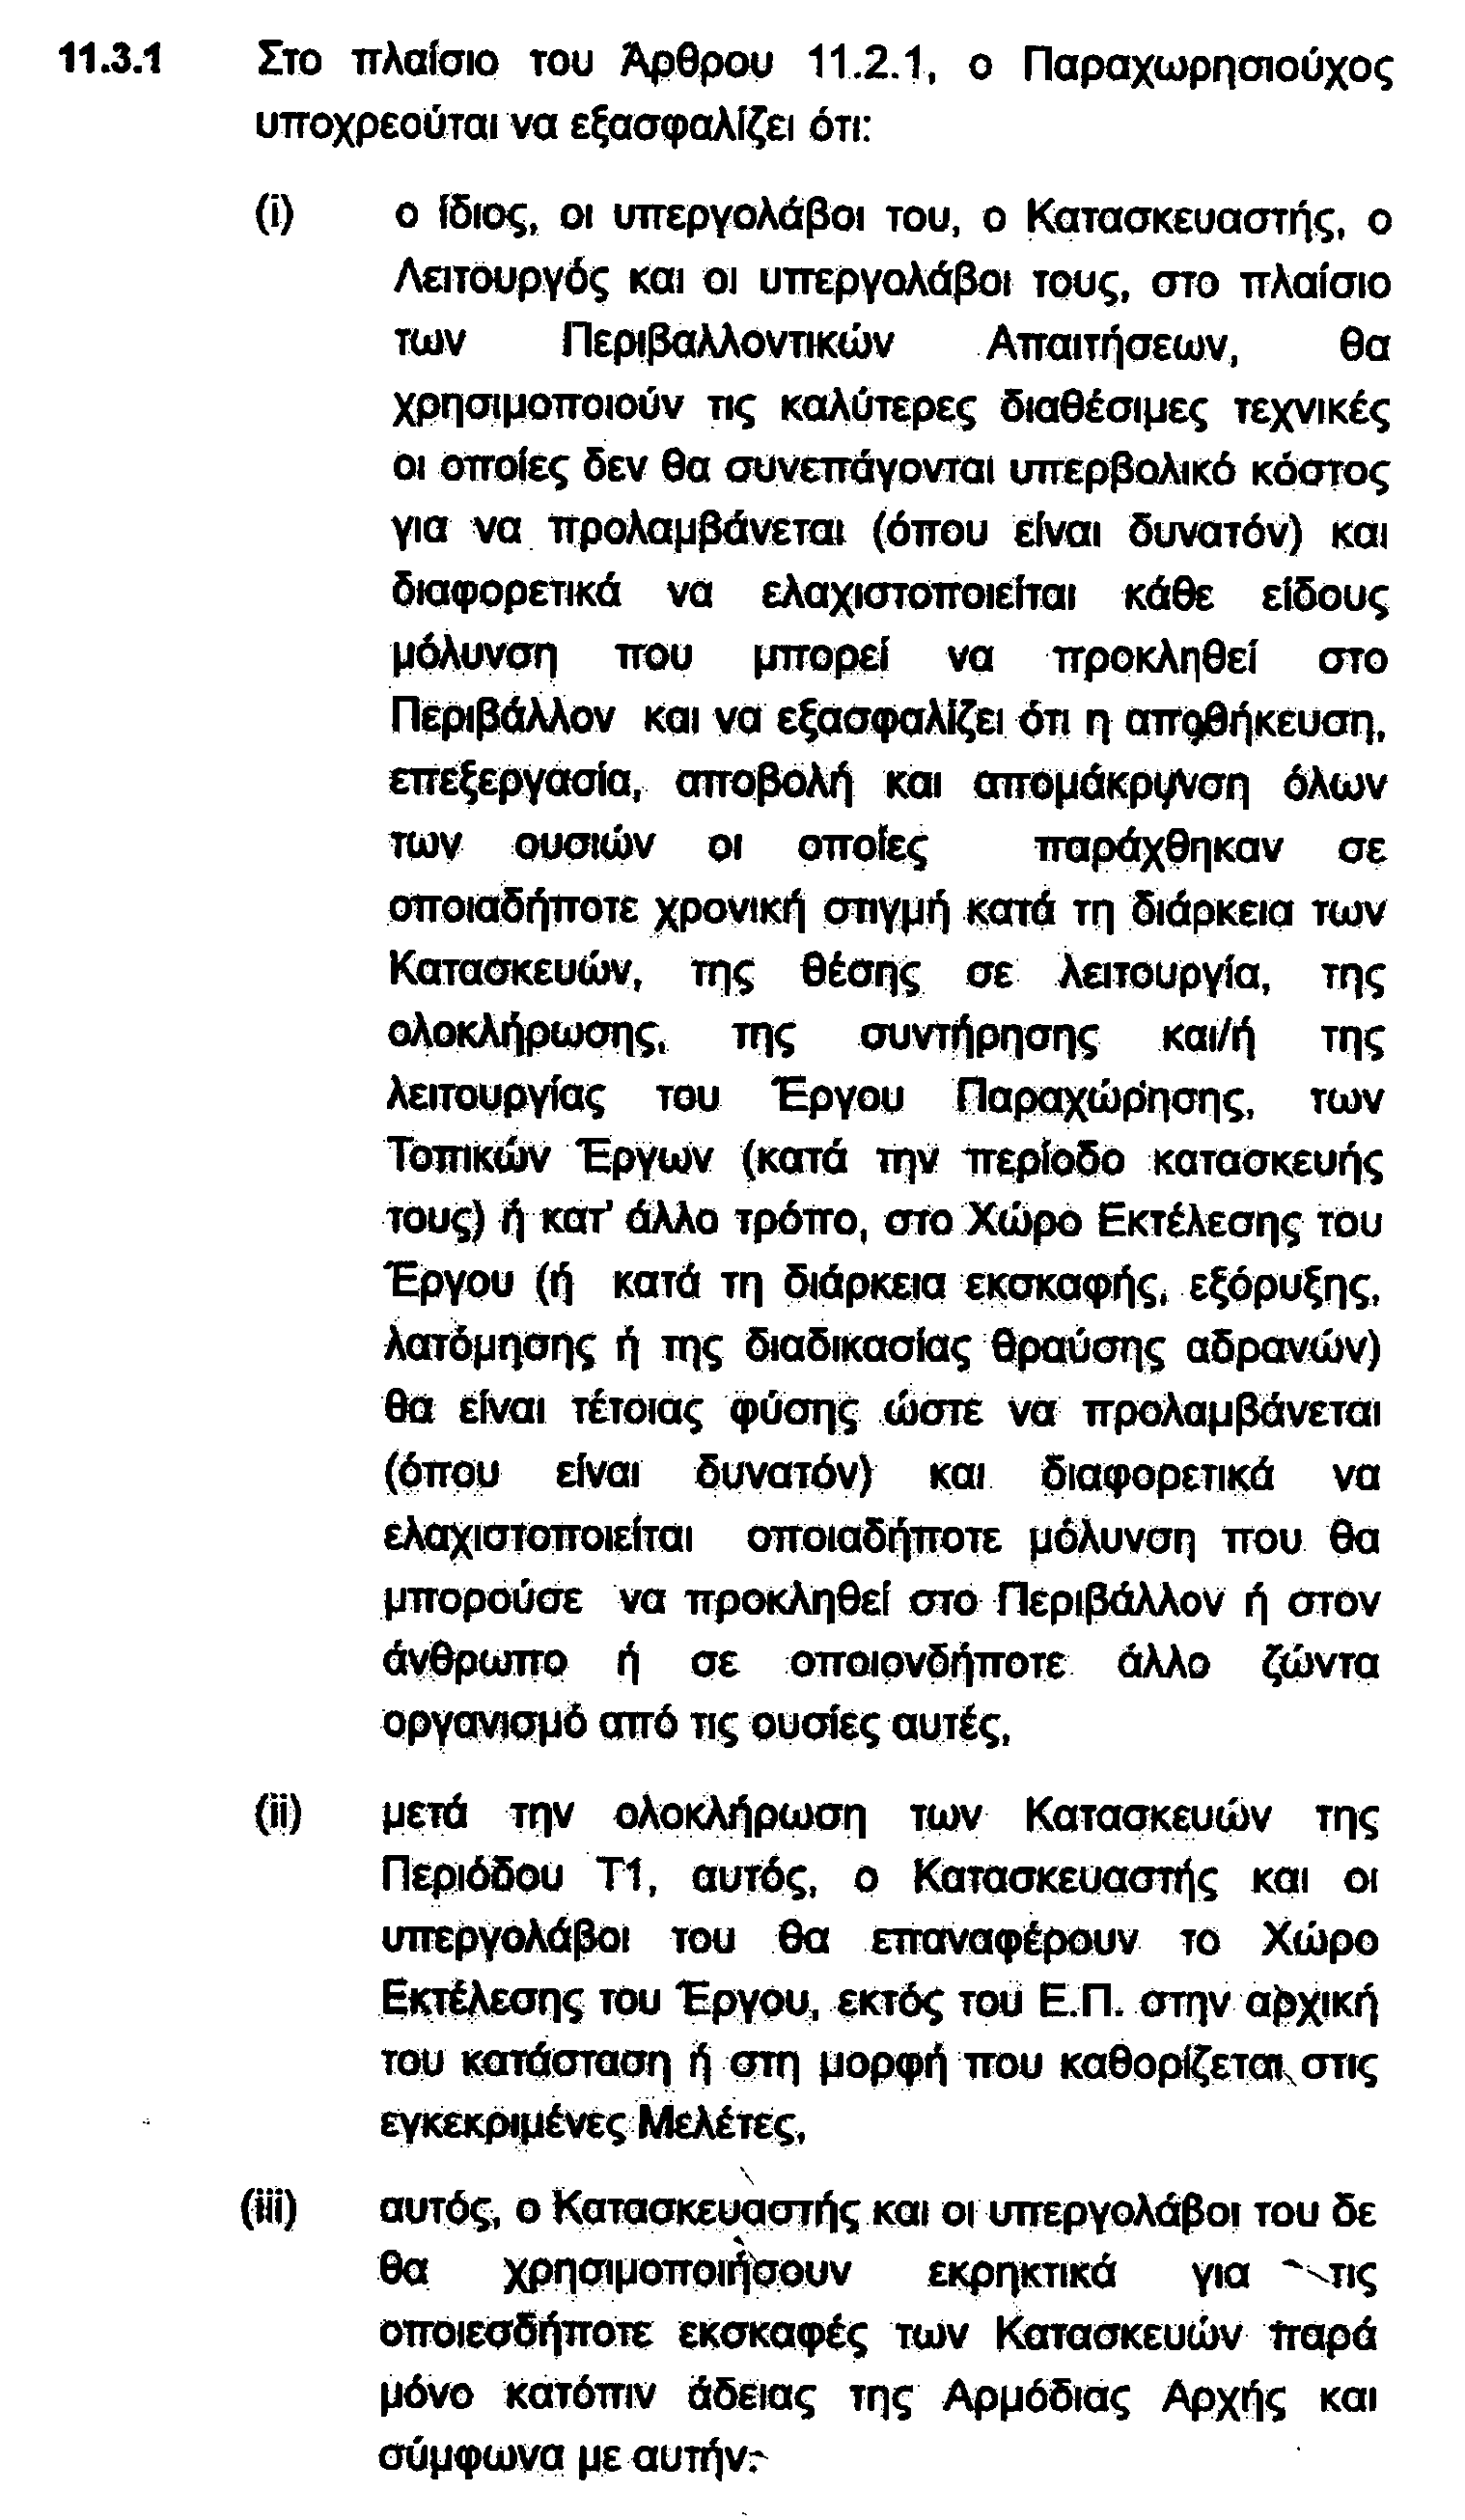 11.3.1 Στο πλαίσιο του Άρθρου 11.2.1, ο Παραχωρησιούχος
υποχρεούται να εξασφαλίζει ότι:
(i) ο ίδιος, οι υπεργολάβοι του, ο Κατασκευαστής, ο
Λειτουργός και οι υπεργολάβοι τους, στο πλαίσιο
των Περιβαλλοντικών Απαιτήσεων, θα
χρησιμοποιούν τις καλύτερες διαθέσιμες τεχνικές
οι οποίες δεν θα συνεπάγονται υπερβολικό κόστος
για να προλαμβάνεται (όπου είναι δυνατόν) και
διαφορετικά να ελαχιστοποιείται κάθε είδους
μόλυνση που μπορεί να προκληθεί στο
Περιβάλλον και να εξασφαλίζει ότι η αποθήκευση,
επεξεργασία, αποβολή και απομάκρυνση όλων
των ουσιών οι οποίες παράχθηκαν σε
οποιαδήποτε χρονική στιγμή κατά τη διάρκεια των
Κατασκευών, της θέσης σε λειτουργία, της
ολοκλήρωσης, της συντήρησης και/ή της
λειτουργίας του Έργου Παραχώρησης, των
Τοπικών Έργων (κατά την περίοδο κατασκευής
τους) ή κατ' άλλο τρόπο, στο Χώρο Εκτέλεσης του
Έργου (ή κατά τη διάρκεια εκσκαφής, εξόρυξης,
λατόμησης ή της διαδικασίας θραύσης αδρανών)
θα είναι τέτοιας φύσης ώστε να προλαμβάνεται
(όπου είναι δυνατόν) και διαφορετικά να
ελαχιστοποιείται οποιαδήποτε μόλυνση που θα
μπορούσε να προκληθεί στο Περιβάλλον ή στον
άνθρωπο ή σε οποιονδήποτε άλλο ζώντα
οργανισμό από τις ουσίες αυτές,
(ii) μετά την ολοκλήρωση των Κατασκευών της
Περιόδου Τ1, αυτός, ο Κατασκευαστής και οι
υπεργολάβοι του θα επαναφέρουν το Χώρο
Εκτέλεσης του Έργου, εκτός του Ε.Π. στην αρχική
του κατάσταση ή στη μορφή που καθορίζεται στις
εγκεκριμένες Μελέτες,
(iii) αυτός, ο Κατασκευαστής και οι υπεργολάβοι του δε
θα χρησιμοποιήσουν εκρηκτικά για τις
οποιεσδήποτε εκσκαφές των Κατασκευών παρά
μόνο κατόπιν άδειας της Αρμόδιας Αρχής και
σύμφωνα με αυτήν.